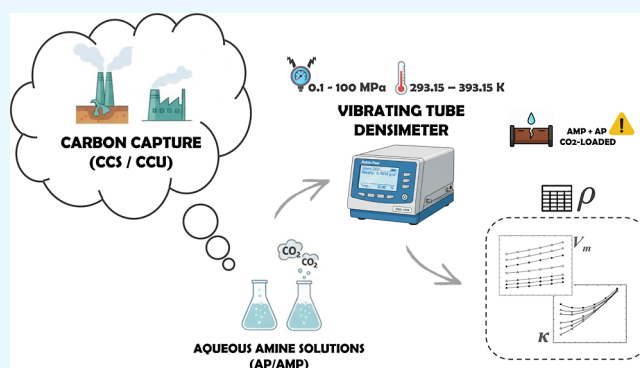 CARBON CAPTURE
(CCS / CCU)
0.1 - 100 MPa
293.15 – 393.15 K
VIBRATING TUBE
DENSIMETER
AMP + AP
CO2-LOADED
ρ
V_m
κ
CO₂
CO₂
AQUEOUS AMINE SOLUTIONS
(AP/AMP)